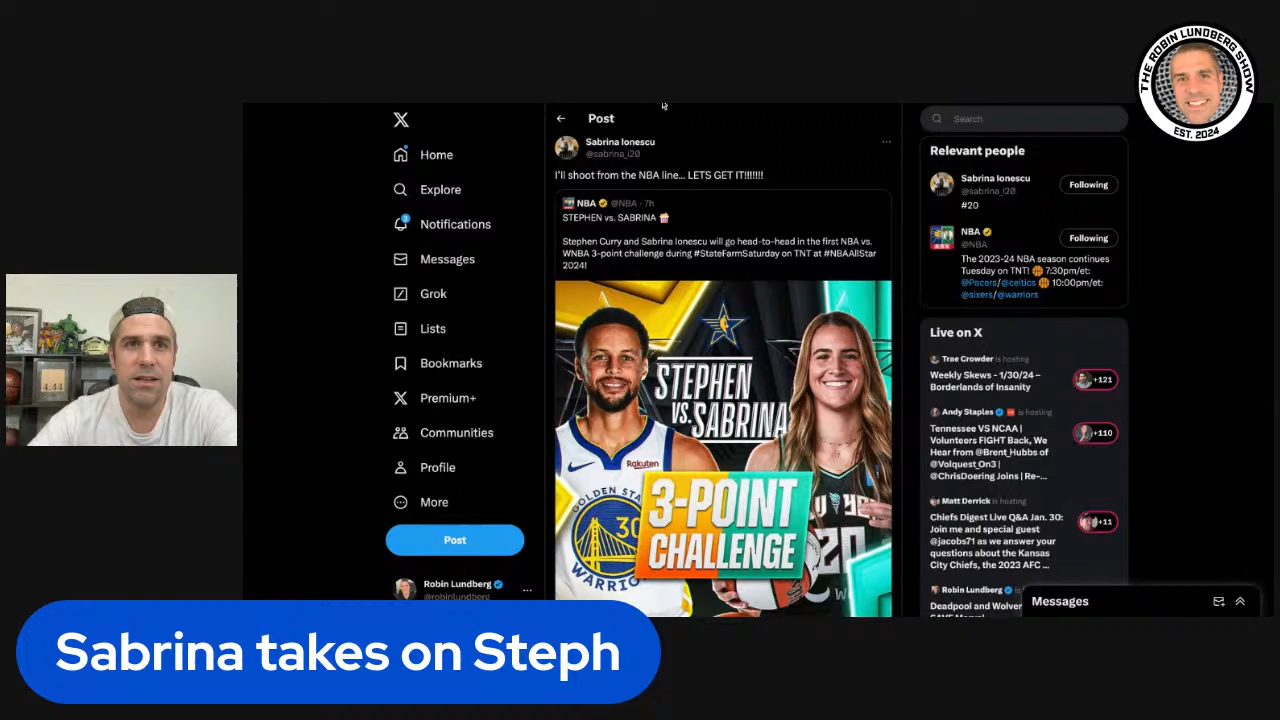 THE ROBIN LUNDBERG SHOW
EST. 2024
Home
Explore
Notifications
Messages
Grok
Lists
Bookmarks
Premium+
Communities
Profile
More
Post
Robin Lundberg
@robinlundberg
Post
Sabrina Ionescu
@sabrina_i20
I'll shoot from the NBA line... LETS GET IT!!!!!!!
NBA @NBA · 7h
STEPHEN vs. SABRINA
Stephen Curry and Sabrina Ionescu will go head-to-head in the first NBA vs.
WNBA 3-point challenge during #StateFarmSaturday on TNT at #NBAAllStar
2024!
STEPHEN
VS. SABRINA
Rakuten
GOLDEN STA
30
WARRIO
3-POINT
CHALLENGE
YO
20
Search
Relevant people
Sabrina Ionescu
@sabrina_i20
Following
#20
NBA
@NBA
Following
The 2023-24 NBA season continues
Tuesday on TNT! 7:30pm/et:
@Pacers/@celtics 10:00pm/et:
@sixers/@warriors
Live on X
Trae Crowder is hosting
Weekly Skews - 1/30/24 –
Borderlands of Insanity
+121
Andy Staples is hosting
Tennessee VS NCAA |
Volunteers FIGHT Back, We
Hear from @Brent_Hubbs of
@Volquest_On3 |
@ChrisDoering Joins | Re-...
+110
Matt Derrick is hosting
Chiefs Digest Live Q&A Jan. 30:
Join me and special guest
@jacobs71 as we answer your
questions about the Kansas
City Chiefs, the 2023 AFC ...
+11
Robin Lundberg is
Deadpool and Wolver
Messages
4:44
Sabrina takes on Steph